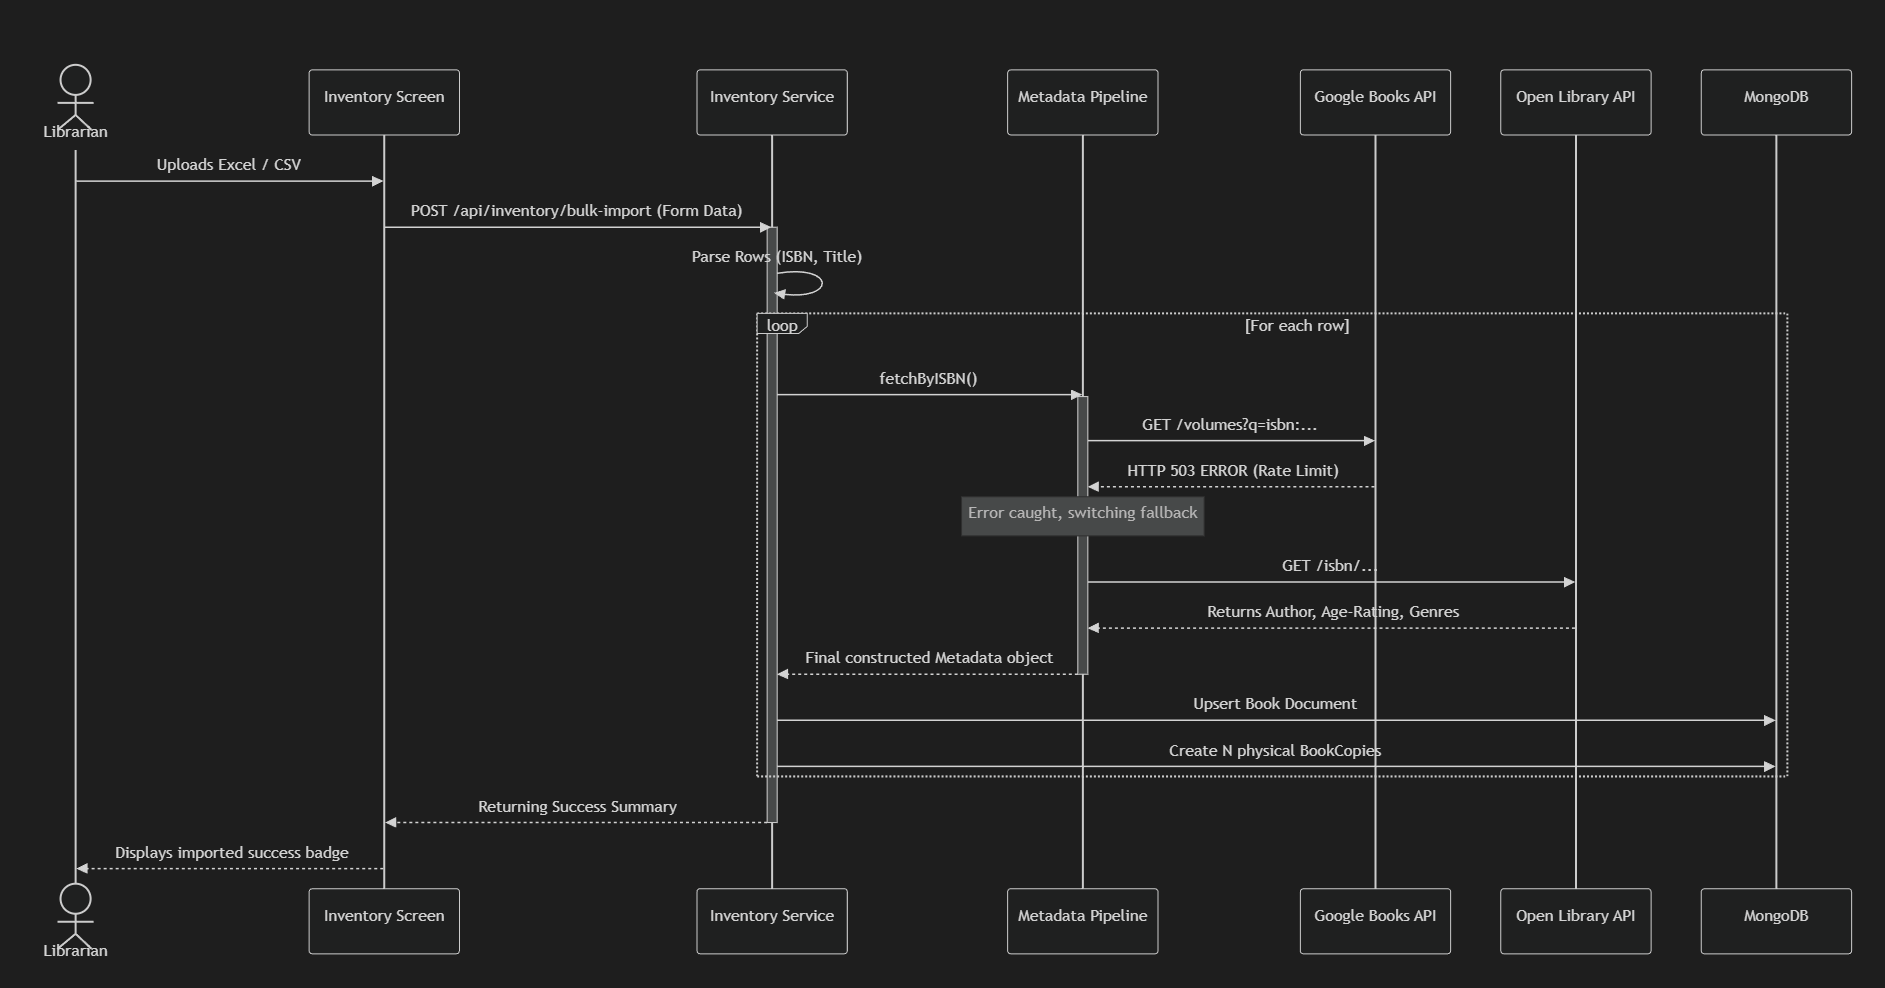 Librarian
Inventory Screen
Inventory Service
Metadata Pipeline
Google Books API
Open Library API
MongoDB
Uploads Excel / CSV
POST /api/inventory/bulk-import (Form Data)
Parse Rows (ISBN, Title)
loop
[For each row]
fetchByISBN()
GET /volumes?q=isbn:...
HTTP 503 ERROR (Rate Limit)
Error caught, switching fallback
GET /isbn/...
Returns Author, Age-Rating, Genres
Final constructed Metadata object
Upsert Book Document
Create N physical BookCopies
Returning Success Summary
Displays imported success badge
Librarian
Inventory Screen
Inventory Service
Metadata Pipeline
Google Books API
Open Library API
MongoDB